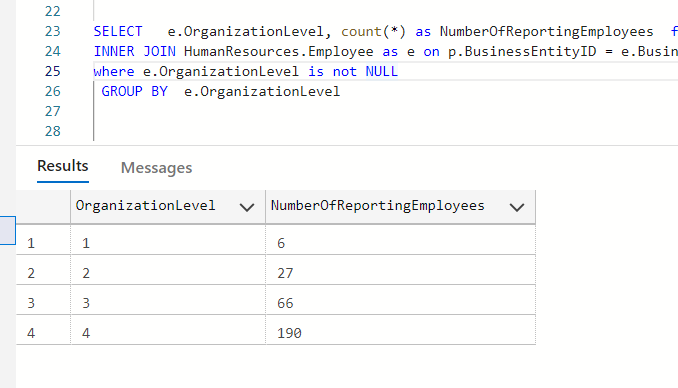 22
23 SELECT e.OrganizationLevel, count(*) as NumberOfReportingEmployees
24 INNER JOIN HumanResources.Employee as e on p.BusinessEntityID = e.Busin
25 where e.OrganizationLevel is not NULL
26 GROUP BY e.OrganizationLevel
27
28
Results Messages
OrganizationLevel NumberOfReportingEmployees
1 1 6
2 2 27
3 3 66
4 4 190